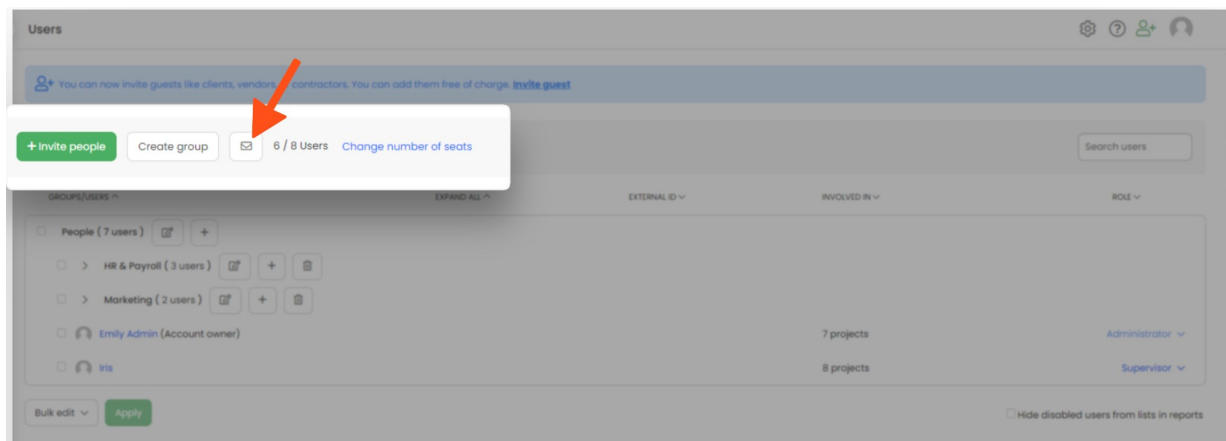 Users
You can now invite guests like clients, vendors, contractors. You can add them free of charge. Invite guest
+ Invite people Create group 6 / 8 Users Change number of seats
Search users
GROUPS/USERS EXPAND ALL EXTERNAL ID INVOLVED IN ROLE
People ( 7 users ) +
HR & Payroll ( 3 users ) +
Marketing ( 2 users ) +
Emily Admin (Account owner) 7 projects Administrator
Iris 8 projects Supervisor
Bulk edit Apply Hide disabled users from lists in reports